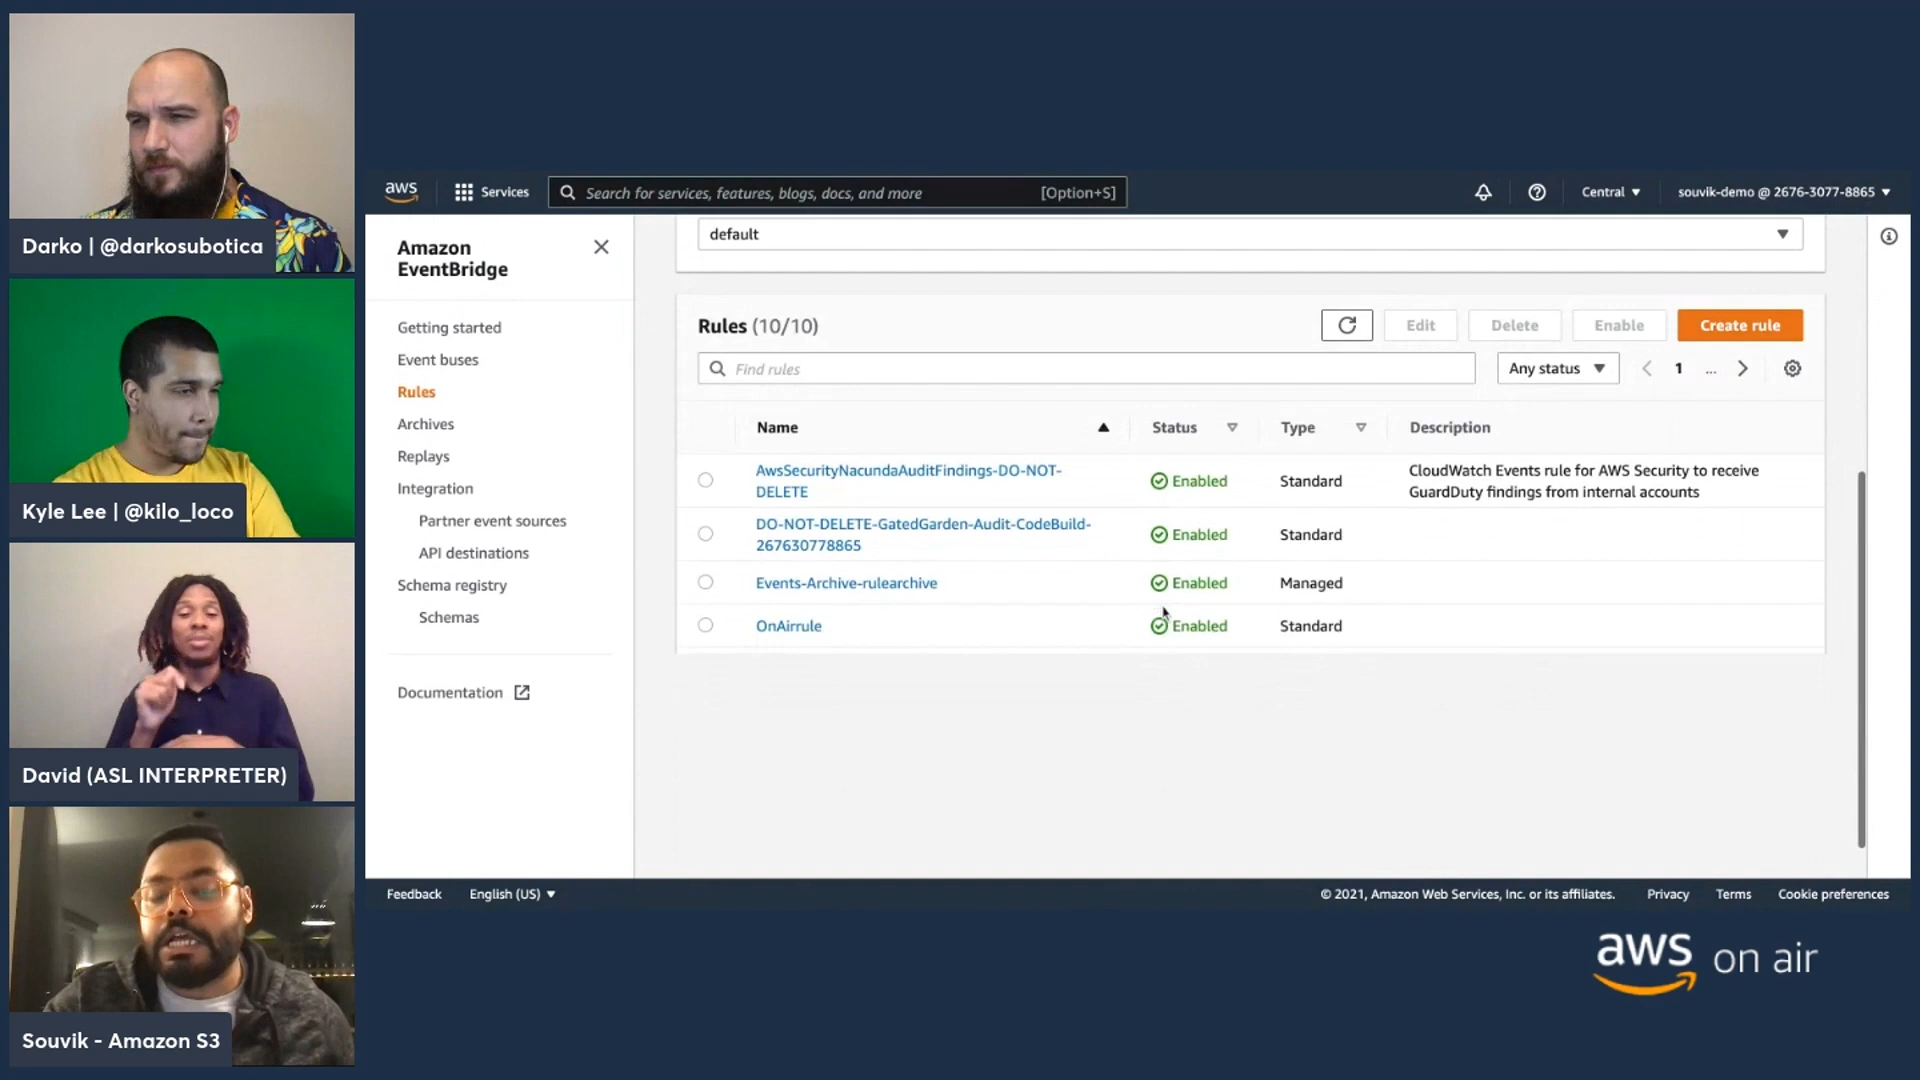 Darko | @darkosubotica
Kyle Lee | @kilo_loco
David (ASL INTERPRETER)
Souvik - Amazon S3
aws
Services
Search for services, features, blogs, docs, and more
[Option+S]
Central
souvik-demo @ 2676-3077-8865
Amazon
EventBridge
Getting started
Event buses
Rules
Archives
Replays
Integration
Partner event sources
API destinations
Schema registry
Schemas
Documentation
default
Rules (10/10)
Edit
Delete
Enable
Create rule
Find rules
Any status
1
...
Name
Status
Type
Description
AwsSecurityNacundaAuditFindings-DO-NOT-
DELETE
Enabled
Standard
CloudWatch Events rule for AWS Security to receive
GuardDuty findings from internal accounts
DO-NOT-DELETE-GatedGarden-Audit-CodeBuild-
267630778865
Enabled
Standard
Events-Archive-rulearchive
Enabled
Managed
OnAirrule
Enabled
Standard
Feedback
English (US)
© 2021, Amazon Web Services, Inc. or its affiliates.
Privacy
Terms
Cookie preferences
aws on air